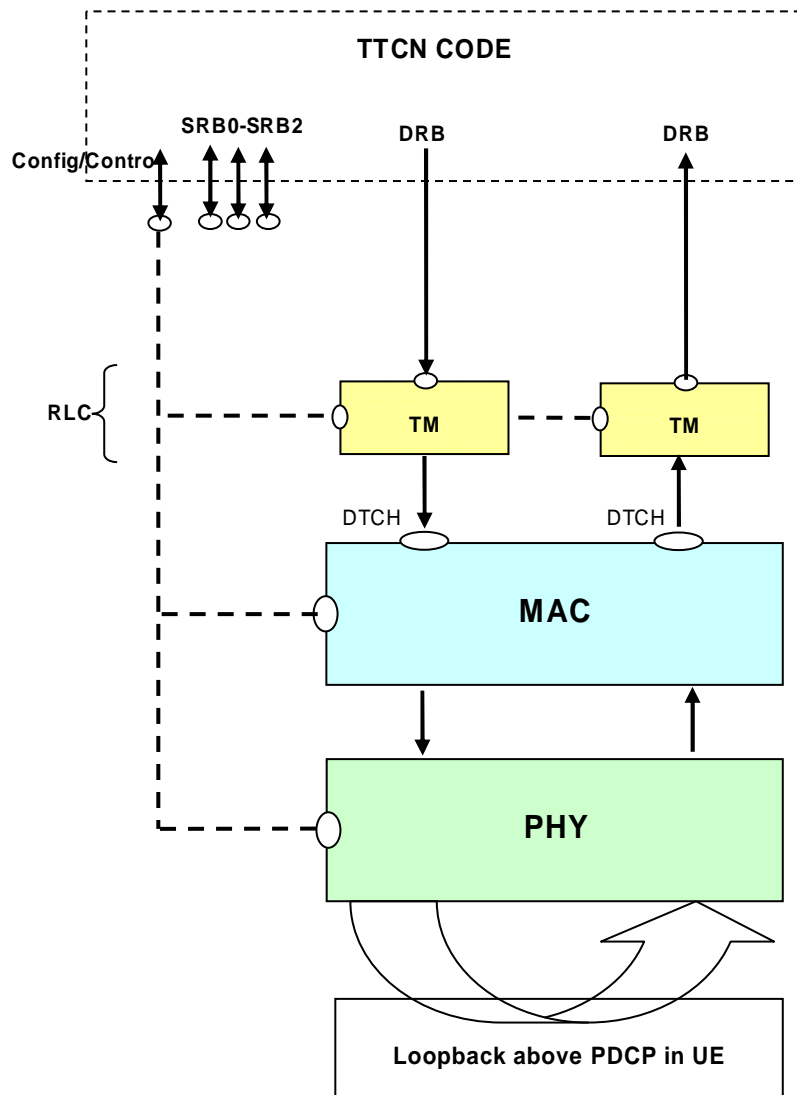 TTCN CODE
SRB0-SRB2
DRB
DRB
Config/Contro
RLC
TM
TM
DTCH
DTCH
MAC
PHY
Loopback above PDCP in UE